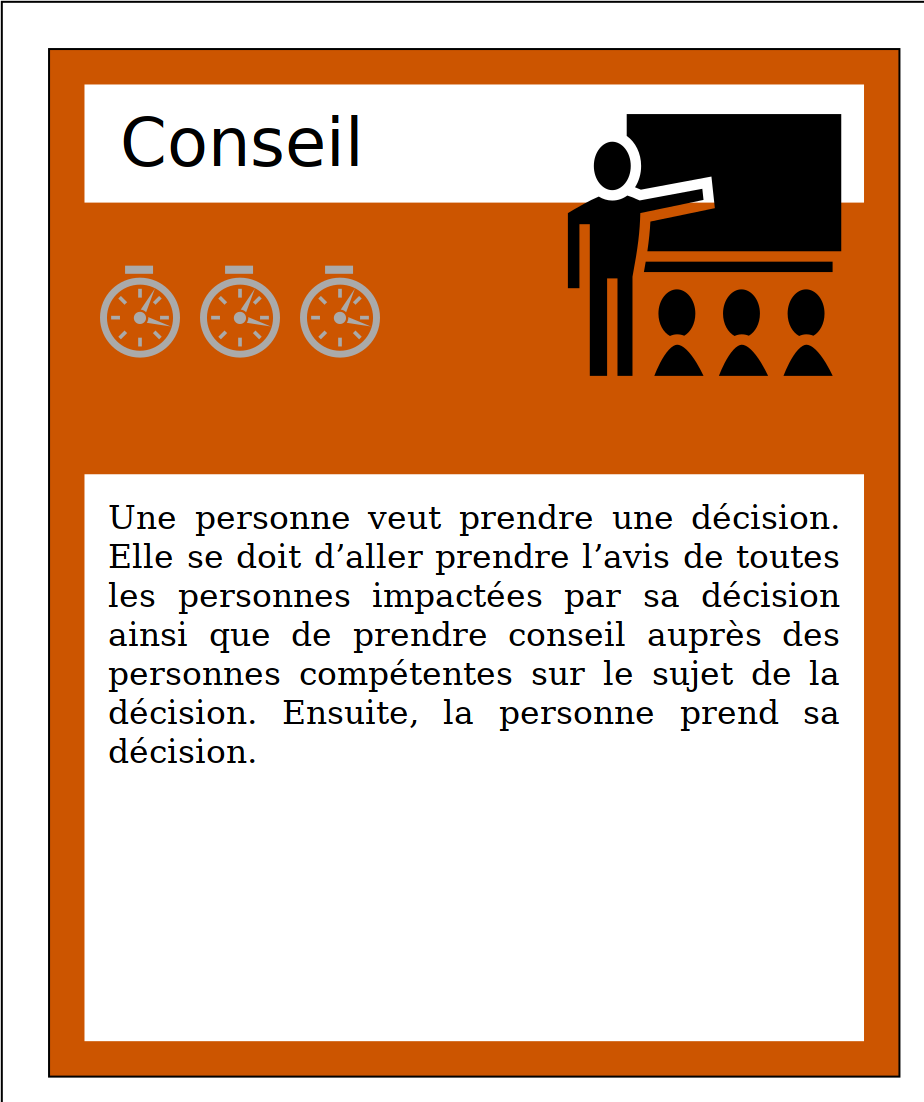 Conseil
Une personne veut prendre une décision.
Elle se doit d’aller prendre l’avis de toutes
les personnes impactées par sa décision
ainsi que de prendre conseil auprès des
personnes compétentes sur le sujet de la
décision. Ensuite, la personne prend sa
décision.